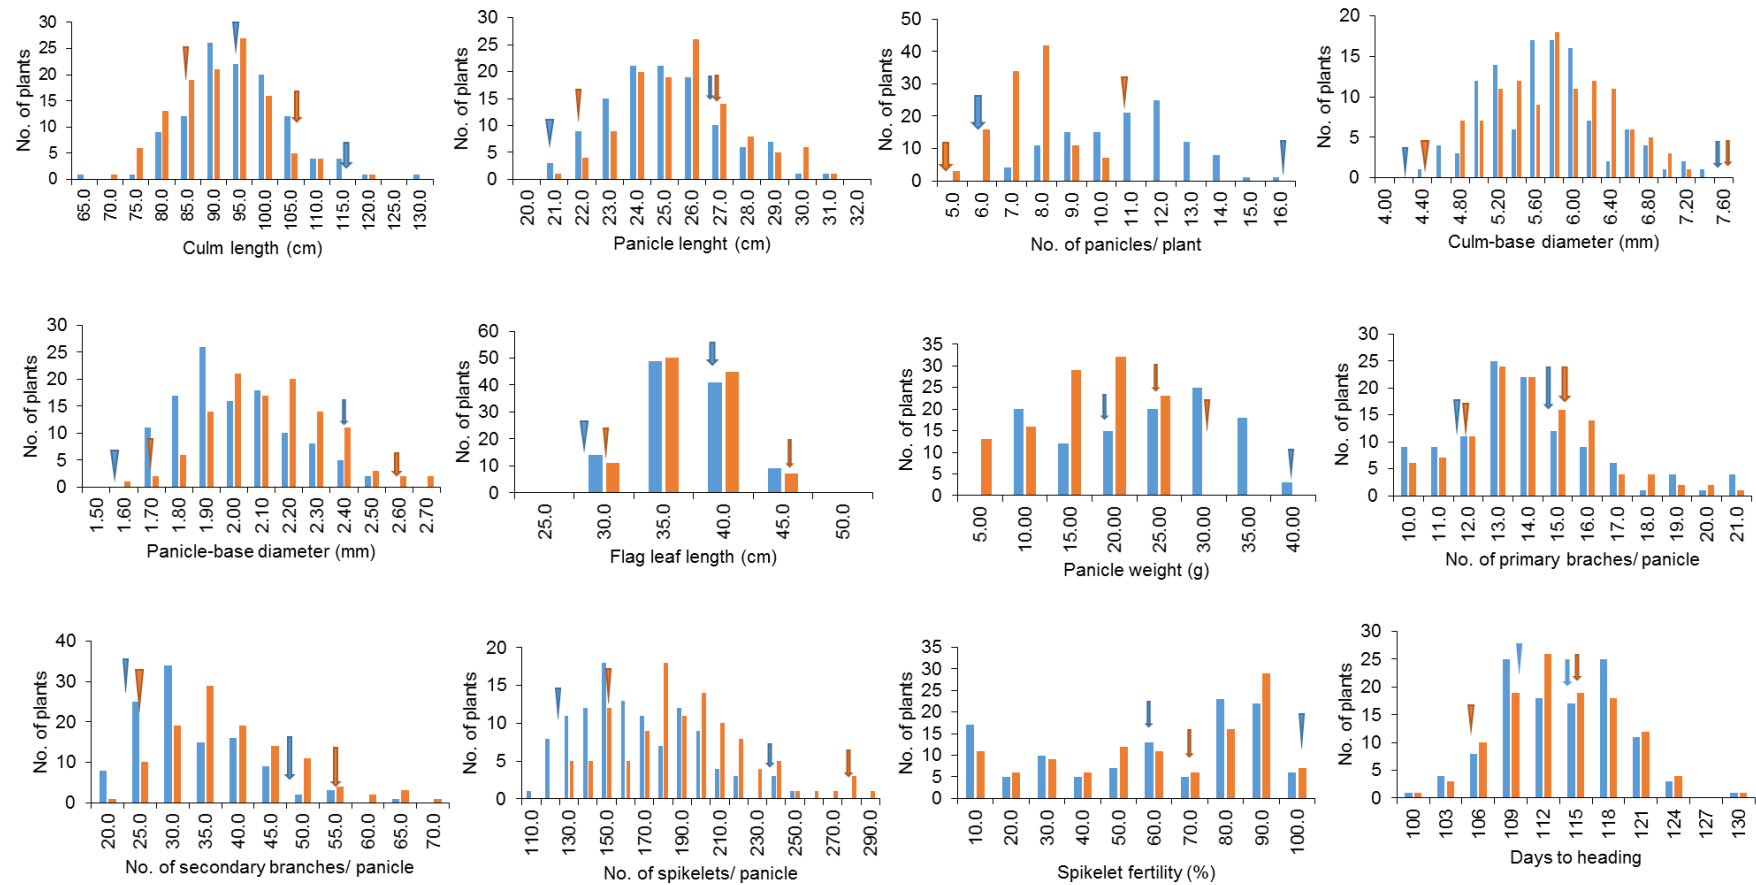 No. of plants
30
20
10
0
65.0 70.0 75.0 80.0 85.0 90.0 95.0 100.0 105.0 110.0 115.0 120.0 125.0 130.0
Culm length (cm)
No. of plants
30
25
20
15
10
5
0
20.0 21.0 22.0 23.0 24.0 25.0 26.0 27.0 28.0 29.0 30.0 31.0 32.0
Panicle lenght (cm)
No. of plants
50
40
30
20
10
0
5.0 6.0 7.0 8.0 9.0 10.0 11.0 12.0 13.0 14.0 15.0 16.0
No. of panicles/ plant
No. of plants
20
15
10
5
0
4.00 4.40 4.80 5.20 5.60 6.00 6.40 6.80 7.20 7.60
Culm-base diameter (mm)
No. of plants
30
25
20
15
10
5
0
1.50 1.60 1.70 1.80 1.90 2.00 2.10 2.20 2.30 2.40 2.50 2.60 2.70
Panicle-base diameter (mm)
No. of plants
60
50
40
30
20
10
0
25.0 30.0 35.0 40.0 45.0 50.0
Flag leaf length (cm)
No. of plants
35
30
25
20
15
10
5
0
5.00 10.00 15.00 20.00 25.00 30.00 35.00 40.00
Panicle weight (g)
No. of plants
30
25
20
15
10
5
0
10.0 11.0 12.0 13.0 14.0 15.0 16.0 17.0 18.0 19.0 20.0 21.0
No. of primary braches/ panicle
No. of plants
40
30
20
10
0
20.0 25.0 30.0 35.0 40.0 45.0 50.0 55.0 60.0 65.0 70.0
No. of secondary branches/ panicle
No. of plants
20
15
10
5
0
110.0 130.0 150.0 170.0 190.0 210.0 230.0 250.0 270.0 290.0
No. of spikelets/ panicle
No. of plants
35
30
25
20
15
10
5
0
10.0 20.0 30.0 40.0 50.0 60.0 70.0 80.0 90.0 100.0
Spikelet fertility (%)
No. of plants
30
25
20
15
10
5
0
100 103 106 109 112 115 118 121 124 127 130
Days to heading